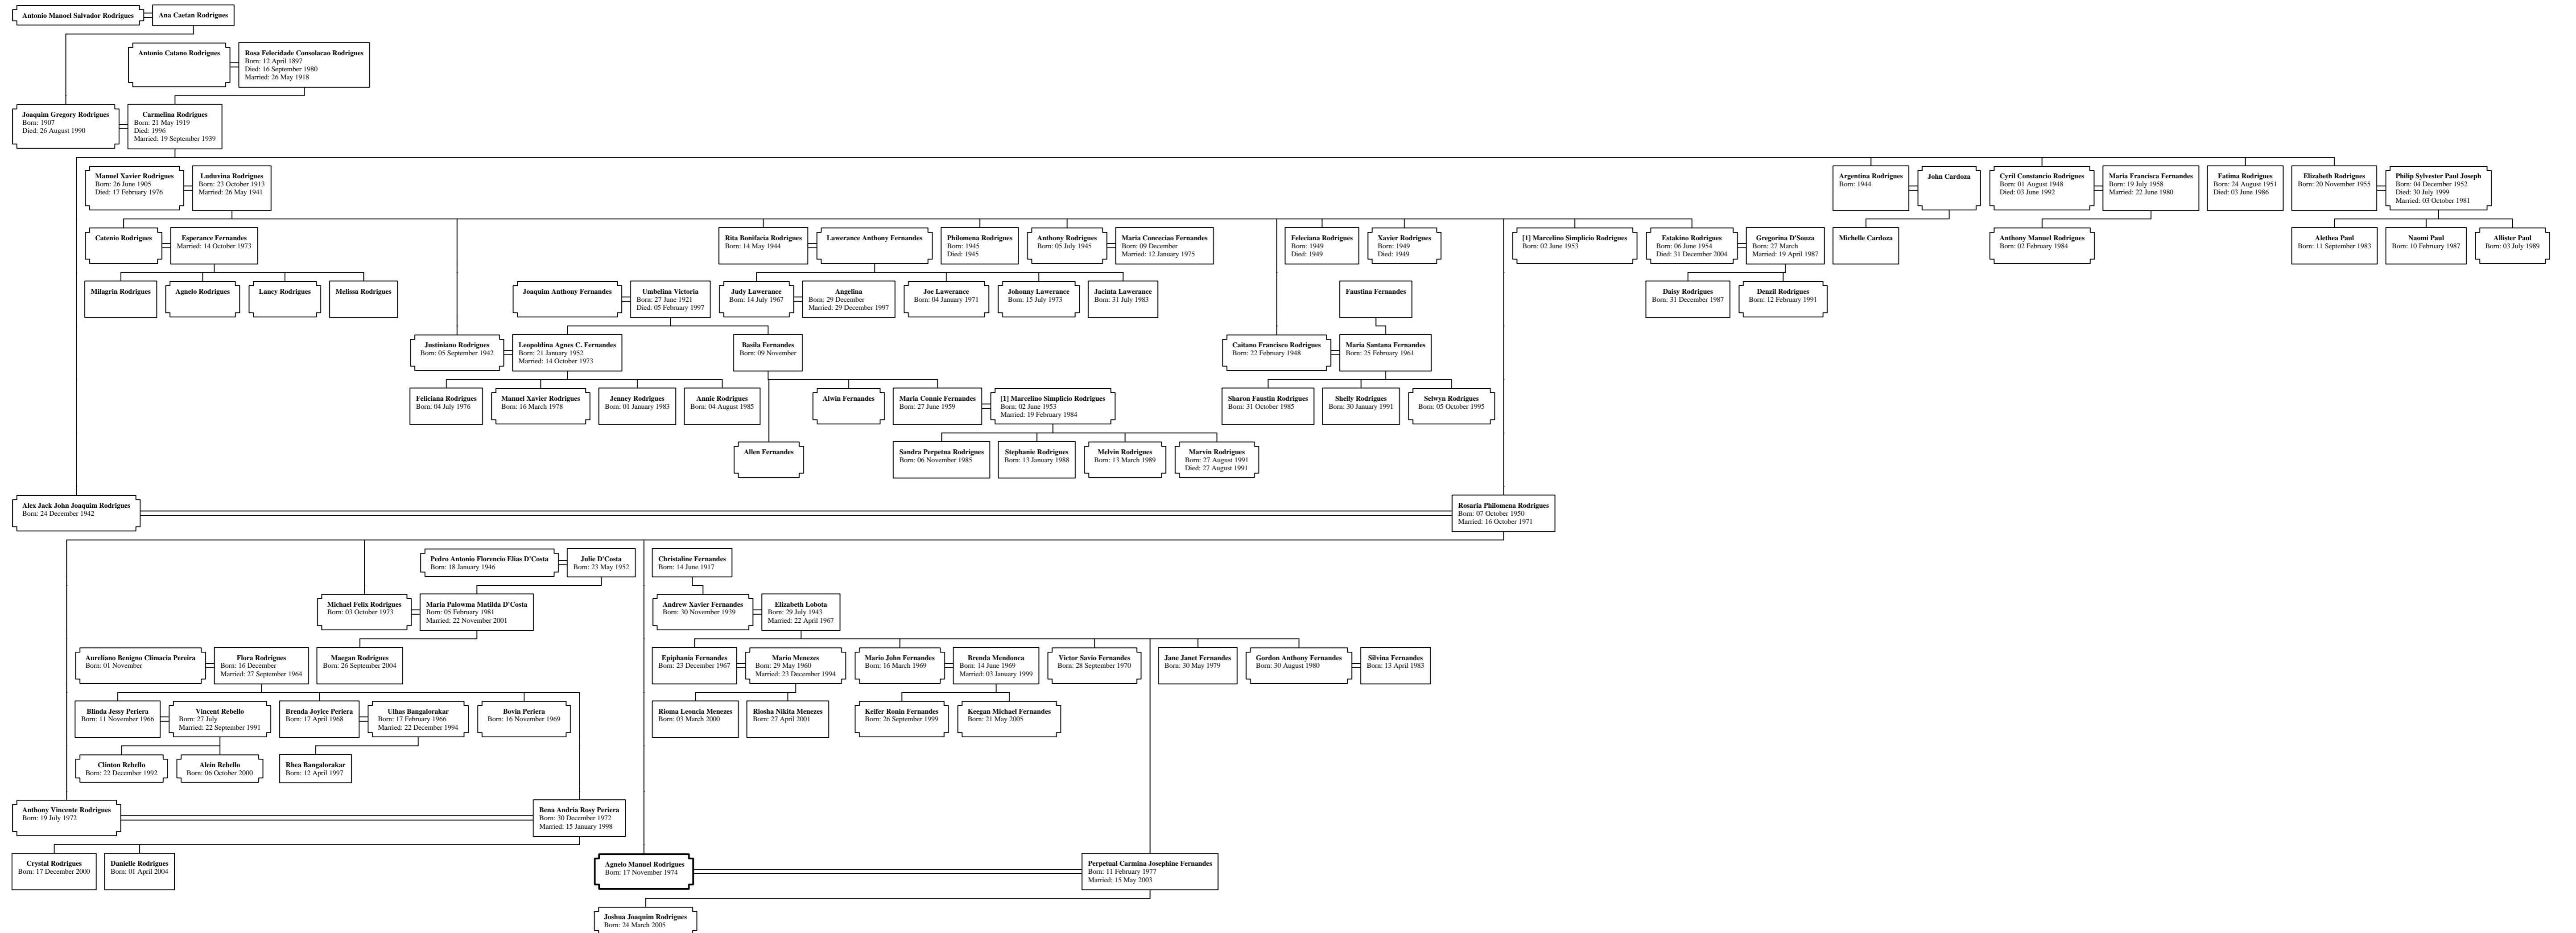 Antonio Manoel Salvador Rodrigues
Ana Caetan Rodrigues
Antonio Catano Rodrigues
Rosa Felecidade Consolacao Rodrigues
Born: 12 April 1897
Died: 16 September 1980
Married: 26 May 1918
Joaquim Gregory Rodrigues
Born: 1907
Died: 26 August 1990
Carmelina Rodrigues
Born: 21 May 1919
Died: 1996
Married: 19 September 1939
Manuel Xavier Rodrigues
Born: 26 June 1905
Died: 17 February 1976
Luduvina Rodrigues
Born: 23 October 1913
Married: 26 May 1941
Argentina Rodrigues
Born: 1944
John Cardoza
Cyril Constancio Rodrigues
Born: 01 August 1948
Died: 03 June 1992
Maria Francisca Fernandes
Born: 19 July 1958
Married: 22 June 1980
Fatima Rodrigues
Born: 24 August 1951
Died: 03 June 1986
Elizabeth Rodrigues
Born: 20 November 1955
Philip Sylvester Paul Joseph
Born: 04 December 1952
Died: 30 July 1999
Married: 03 October 1981
Catenio Rodrigues
Esperance Fernandes
Married: 14 October 1973
Rita Bonifacia Rodrigues
Born: 14 May 1944
Lawerance Anthony Fernandes
Philomena Rodrigues
Born: 1945
Died: 1945
Anthony Rodrigues
Born: 05 July 1945
Maria Conceciao Fernandes
Born: 09 December
Married: 12 January 1975
Feleciana Rodrigues
Born: 1949
Died: 1949
Xavier Rodrigues
Born: 1949
Died: 1949
[1] Marcelino Simplicio Rodrigues
Born: 02 June 1953
Estakino Rodrigues
Born: 06 June 1954
Died: 31 December 2004
Gregorina D'Souza
Born: 27 March
Married: 19 April 1987
Michelle Cardoza
Anthony Manuel Rodrigues
Born: 02 February 1984
Alethea Paul
Born: 11 September 1983
Naomi Paul
Born: 10 February 1987
Allister Paul
Born: 03 July 1989
Milagrin Rodrigues
Agnelo Rodrigues
Lancy Rodrigues
Melissa Rodrigues
Joaquim Anthony Fernandes
Umbelina Victoria
Born: 27 June 1921
Died: 05 February 1997
Judy Lawerance
Born: 14 July 1967
Angelina
Born: 29 December
Married: 29 December 1997
Joe Lawerance
Born: 04 January 1971
Johonny Lawerance
Born: 15 July 1973
Jacinta Lawerance
Born: 31 July 1983
Faustina Fernandes
Daisy Rodrigues
Born: 31 December 1987
Denzil Rodrigues
Born: 12 February 1991
Justiniano Rodrigues
Born: 05 September 1942
Leopoldina Agnes C. Fernandes
Born: 21 January 1952
Married: 14 October 1973
Basila Fernandes
Born: 09 November
Caitano Francisco Rodrigues
Born: 22 February 1948
Maria Santana Fernandes
Born: 25 February 1961
Feliciana Rodrigues
Born: 04 July 1976
Manuel Xavier Rodrigues
Born: 16 March 1978
Jenney Rodrigues
Born: 01 January 1983
Annie Rodrigues
Born: 04 August 1985
Alwin Fernandes
Maria Connie Fernandes
Born: 27 June 1959
[1] Marcelino Simplicio Rodrigues
Born: 02 June 1953
Married: 19 February 1984
Sharon Faustin Rodrigues
Born: 31 October 1985
Shelly Rodrigues
Born: 30 January 1991
Selwyn Rodrigues
Born: 05 October 1995
Allen Fernandes
Sandra Perpetua Rodrigues
Born: 06 November 1985
Stephanie Rodrigues
Born: 13 January 1988
Melvin Rodrigues
Born: 13 March 1989
Marvin Rodrigues
Born: 27 August 1991
Died: 27 August 1991
Alex Jack John Joaquim Rodrigues
Born: 24 December 1942
Rosaria Philomena Rodrigues
Born: 07 October 1950
Married: 16 October 1971
Pedro Antonio Florencio Elias D'Costa
Born: 18 January 1946
Julie D'Costa
Born: 23 May 1952
Christaline Fernandes
Born: 14 June 1917
Michael Felix Rodrigues
Born: 03 October 1973
Maria Palowma Matilda D'Costa
Born: 05 February 1981
Married: 22 November 2001
Andrew Xavier Fernandes
Born: 30 November 1939
Elizabeth Lobota
Born: 29 July 1943
Married: 22 April 1967
Aureliano Benigno Climacia Pereira
Born: 01 November
Flora Rodrigues
Born: 16 December
Married: 27 September 1964
Maegan Rodrigues
Born: 26 September 2004
Epiphania Fernandes
Born: 23 December 1967
Mario Menezes
Born: 29 May 1960
Married: 23 December 1994
Mario John Fernandes
Born: 16 March 1969
Brenda Mendonca
Born: 14 June 1969
Married: 03 January 1999
Victor Savio Fernandes
Born: 28 September 1970
Jane Janet Fernandes
Born: 30 May 1979
Gordon Anthony Fernandes
Born: 30 August 1980
Silvina Fernandes
Born: 13 April 1983
Blinda Jessy Periera
Born: 11 November 1966
Vincent Rebello
Born: 27 July
Married: 22 September 1991
Brenda Joyice Periera
Born: 17 April 1968
Ulhas Bangalorakar
Born: 17 February 1966
Married: 22 December 1994
Bovin Periera
Born: 16 November 1969
Rioma Leoncia Menezes
Born: 03 March 2000
Riosha Nikita Menezes
Born: 27 April 2001
Keifer Ronin Fernandes
Born: 26 September 1999
Keegan Michael Fernandes
Born: 21 May 2005
Clinton Rebello
Born: 22 December 1992
Alein Rebello
Born: 06 October 2000
Rhea Bangalorakar
Born: 12 April 1997
Anthony Vincente Rodrigues
Born: 19 July 1972
Bena Andria Rosy Periera
Born: 30 December 1972
Married: 15 January 1998
Crystal Rodrigues
Born: 17 December 2000
Danielle Rodrigues
Born: 01 April 2004
Agnelo Manuel Rodrigues
Born: 17 November 1974
Perpetual Carmina Josephine Fernandes
Born: 11 February 1977
Married: 15 May 2003
Joshua Joaquim Rodrigues
Born: 24 March 2005